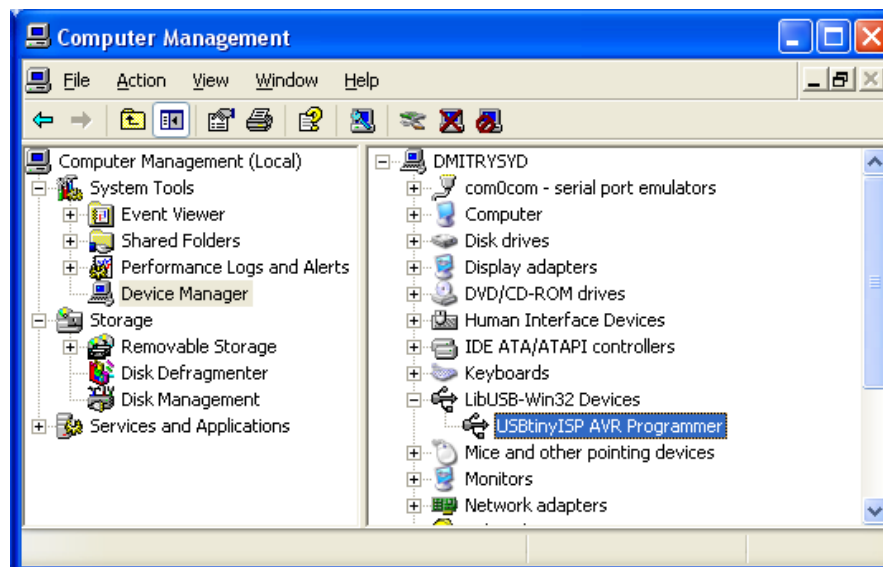 Computer Management
File Action View Window Help
Computer Management (Local)
System Tools
Event Viewer
Shared Folders
Performance Logs and Alerts
Device Manager
Storage
Removable Storage
Disk Defragmenter
Disk Management
Services and Applications
DMITRYSYD
com0com - serial port emulators
Computer
Disk drives
Display adapters
DVD/CD-ROM drives
Human Interface Devices
IDE ATA/ATAPI controllers
Keyboards
LibUSB-Win32 Devices
USBtinyISP AVR Programmer
Mice and other pointing devices
Monitors
Network adapters